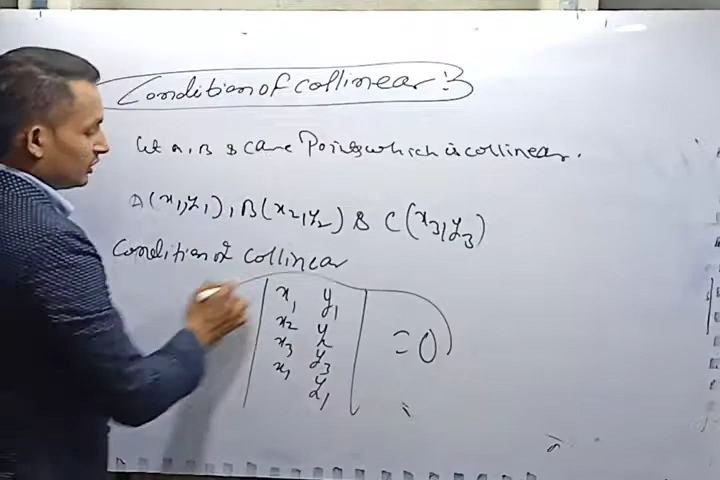 Condition of collinear :-
Let A, B & C are Points which is collinear.
A(x₁,y₁), B(x₂,y₂) & C(x₃,y₃)
Condition of collinear
| x₁ y₁ |
| x₂ y₂ | = 0
| x₃ y₃ |
| x₁ y₁ |